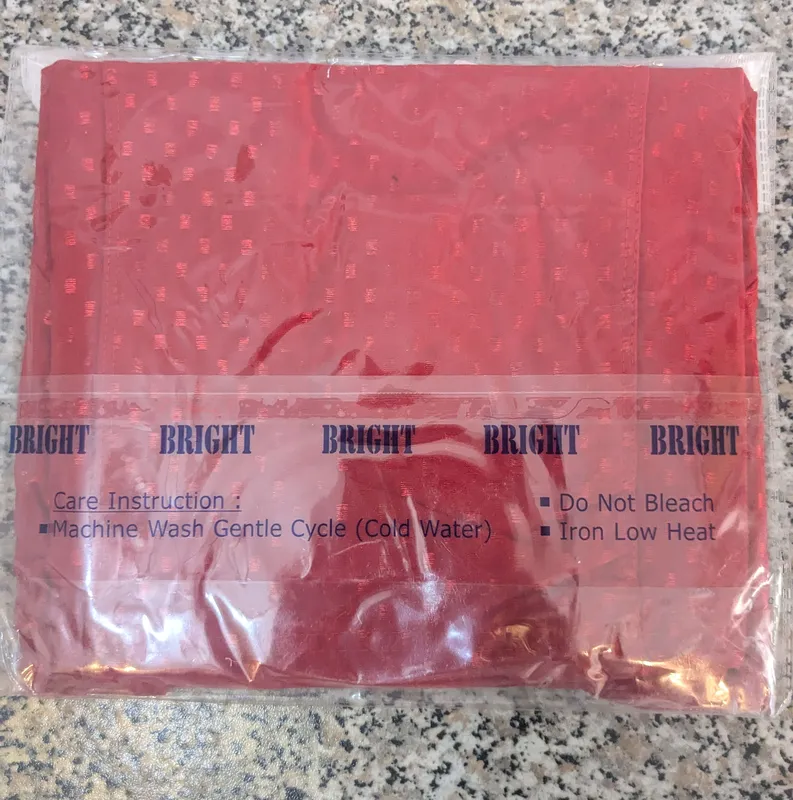 BRIGHT BRIGHT BRIGHT BRIGHT BRIGHT
Care Instruction :
▪Machine Wash Gentle Cycle (Cold Water)
▪ Do Not Bleach
▪ Iron Low Heat